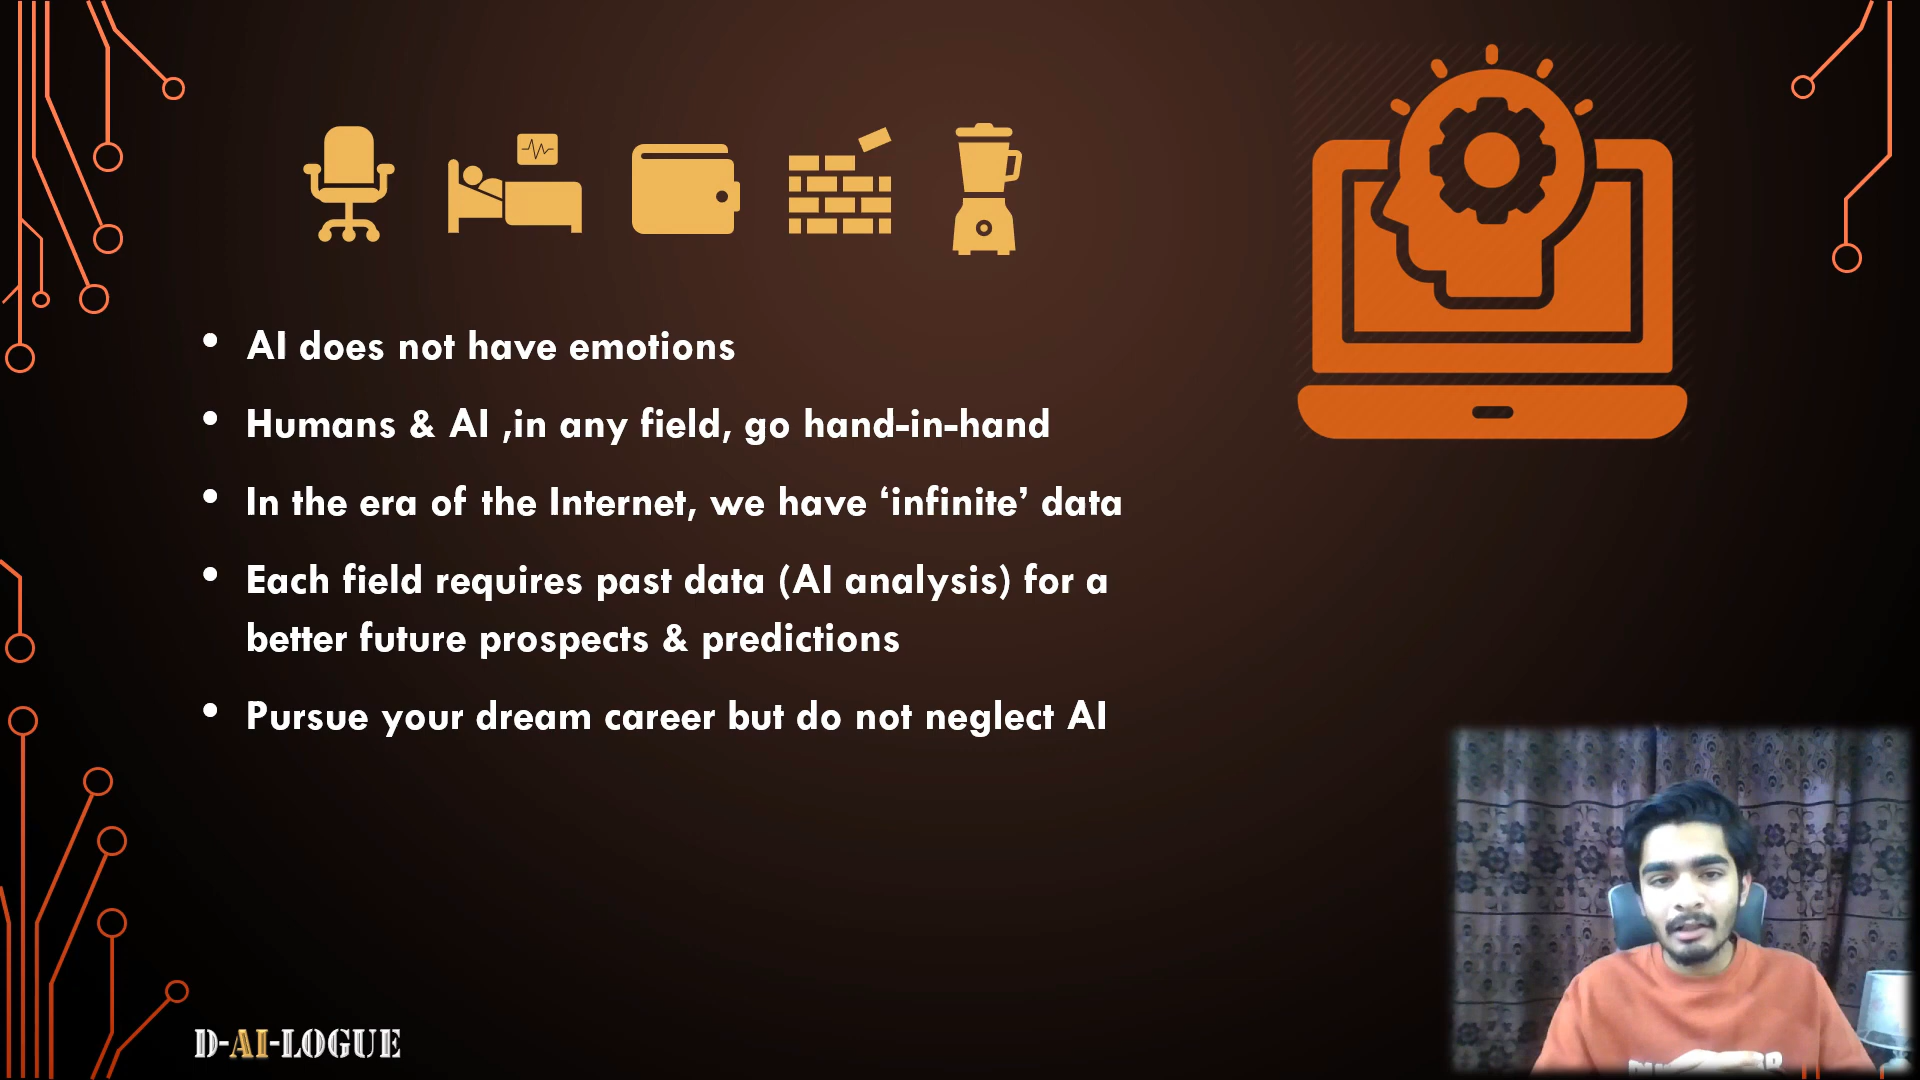 • AI does not have emotions
• Humans & AI ,in any field, go hand-in-hand
• In the era of the Internet, we have ‘infinite’ data
• Each field requires past data (AI analysis) for a
better future prospects & predictions
• Pursue your dream career but do not neglect AI
D-AI-LOGUE